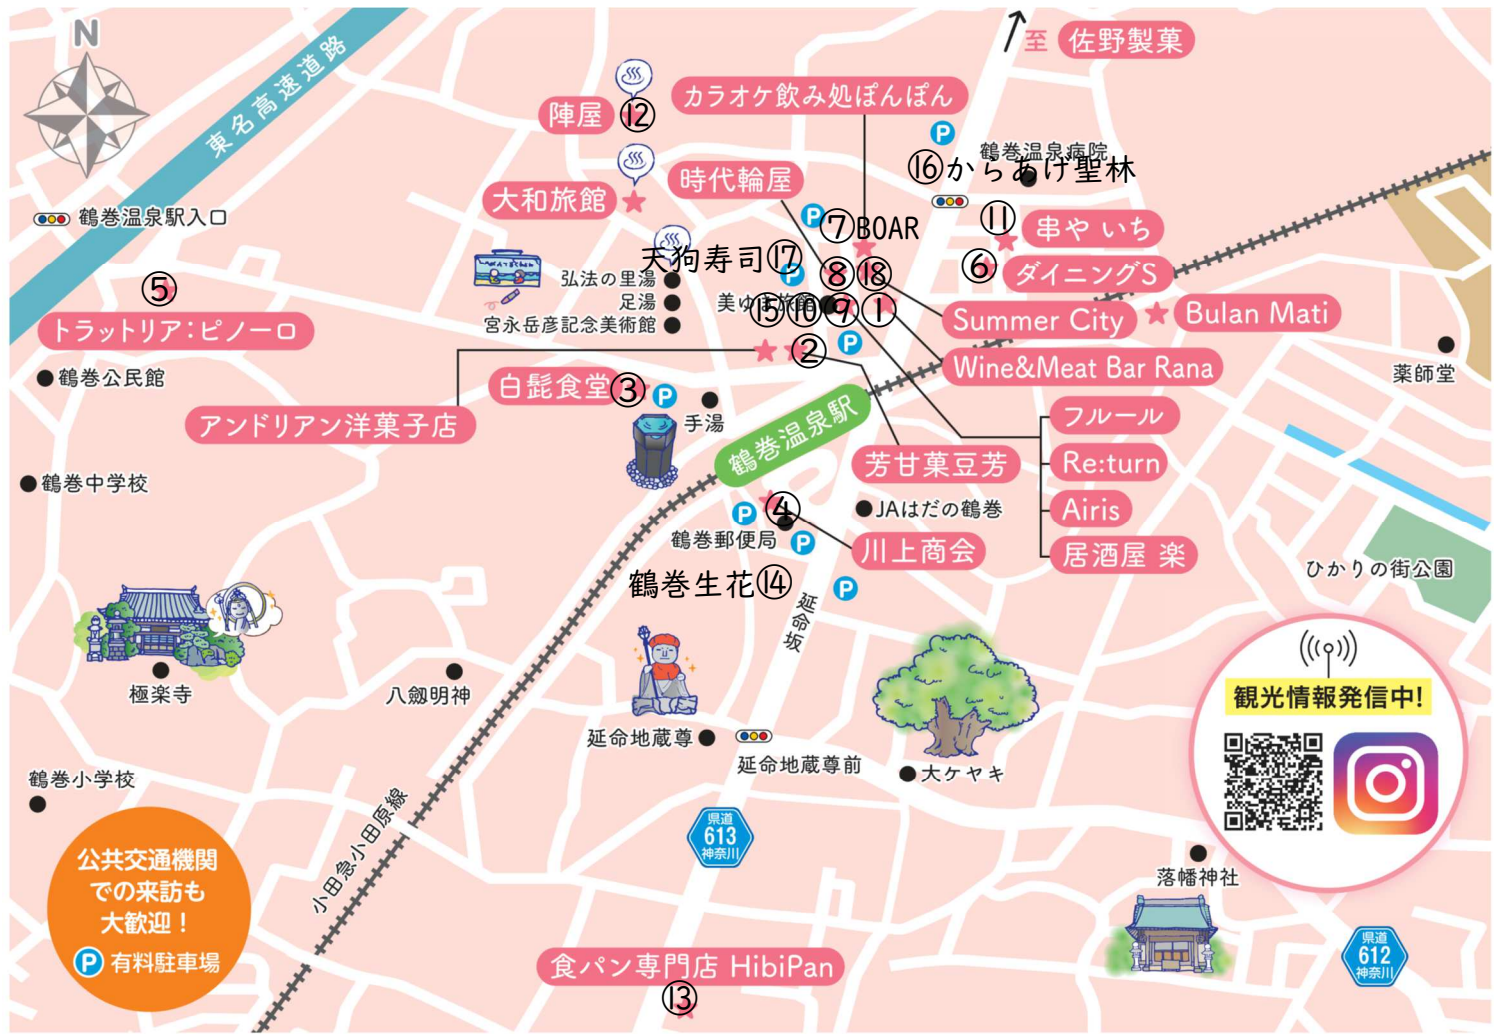 N
東名高速道路
至 佐野製菓
陣屋 ⑫
カラオケ飲み処ぽんぽん
P
鶴巻温泉病院
⑯からあげ聖林
大和旅館
時代輪屋
P
⑦BOAR
⑪
串や いち
鶴巻温泉駅入口
天狗寿司⑰
P
⑧⑱
⑥
ダイニングS
弘法の里湯
足湯
宮永岳彦記念美術館
⑤
トラットリア:ピノーロ
⑮⑩⑦①
Summer City
Bulan Mati
②
P
Wine&Meat Bar Rana
薬師堂
鶴巻公民館
白髭食堂③
P
手湯
アンドリアン洋菓子店
鶴巻温泉駅
フルール
Re:turn
Airis
居酒屋 楽
芳甘菓豆芳
鶴巻中学校
④
P
JAはだの鶴巻
鶴巻郵便局
P
川上商会
鶴巻生花⑭
P
延命坂
ひかりの街公園
極楽寺
八劔明神
延命地蔵尊
延命地蔵尊前
大ケヤキ
観光情報発信中!
鶴巻小学校
小田急小田原線
県道
613
神奈川
公共交通機関
での来訪も
大歓迎!
P 有料駐車場
落幡神社
県道
612
神奈川
食パン専門店 HibiPan
⑬